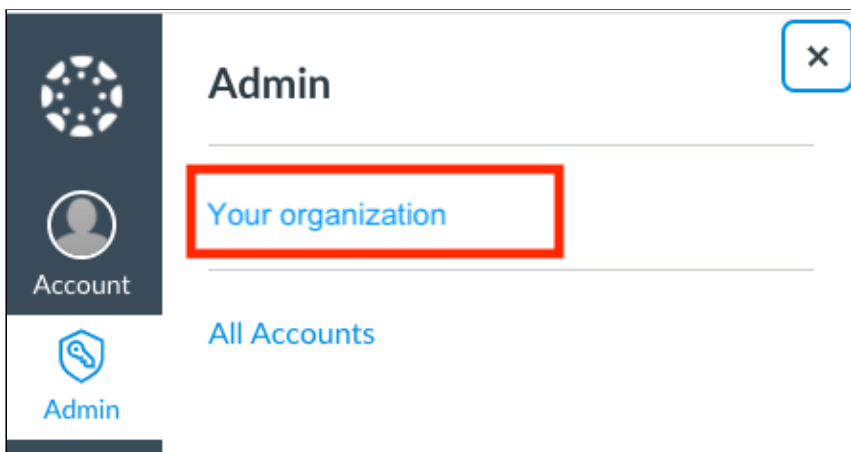 Admin
×
Your organization
Account
All Accounts
Admin